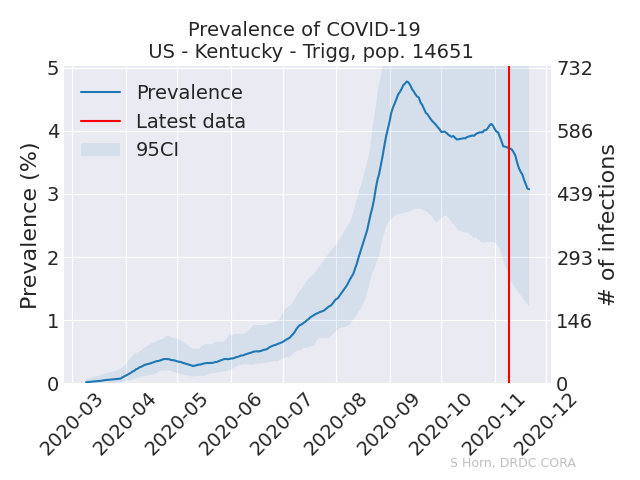 Prevalence of COVID-19
US - Kentucky - Trigg, pop. 14651
Prevalence
Latest data
95CI
Prevalence (%)
5
4
3
2
1
0
732
586
439
293
146
0
# of infections
2020-03
2020-04
2020-05
2020-06
2020-07
2020-08
2020-09
2020-10
2020-11
2020-12
S Horn, DRDC CORA